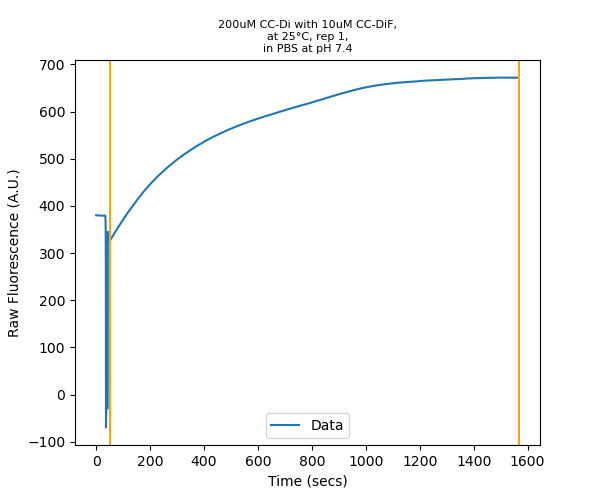 200uM CC-Di with 10uM CC-DiF,
at 25°C, rep 1,
in PBS at pH 7.4
Raw Fluorescence (A.U.)
700
600
500
400
300
200
100
0
−100
Data
0 200 400 600 800 1000 1200 1400 1600
Time (secs)